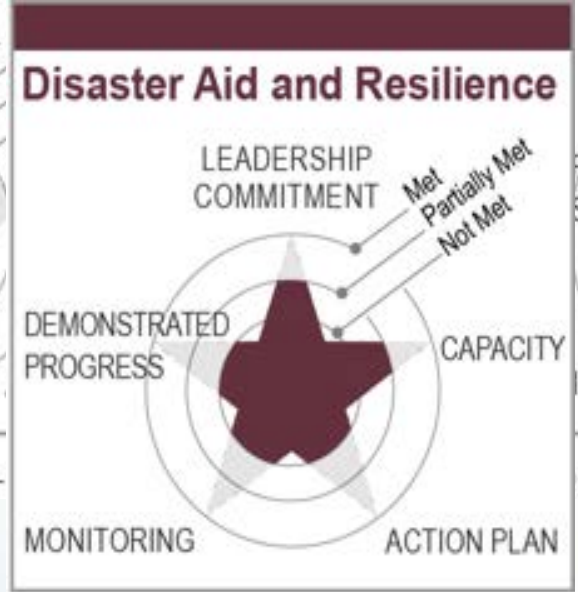 Disaster Aid and Resilience
LEADERSHIP
COMMITMENT
Met
Partially Met
Not Met
DEMONSTRATED
PROGRESS
CAPACITY
MONITORING
ACTION PLAN